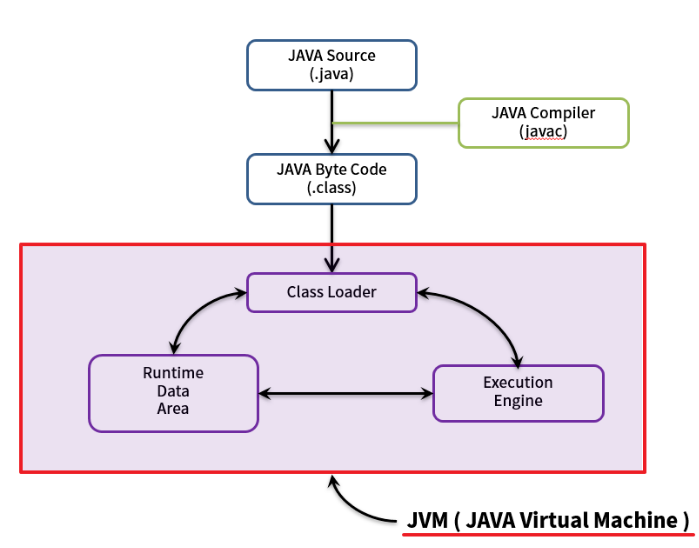 JAVA Source
(.java)
JAVA Compiler
(javac)
JAVA Byte Code
(.class)
Class Loader
Runtime
Data
Area
Execution
Engine
JVM ( JAVA Virtual Machine )